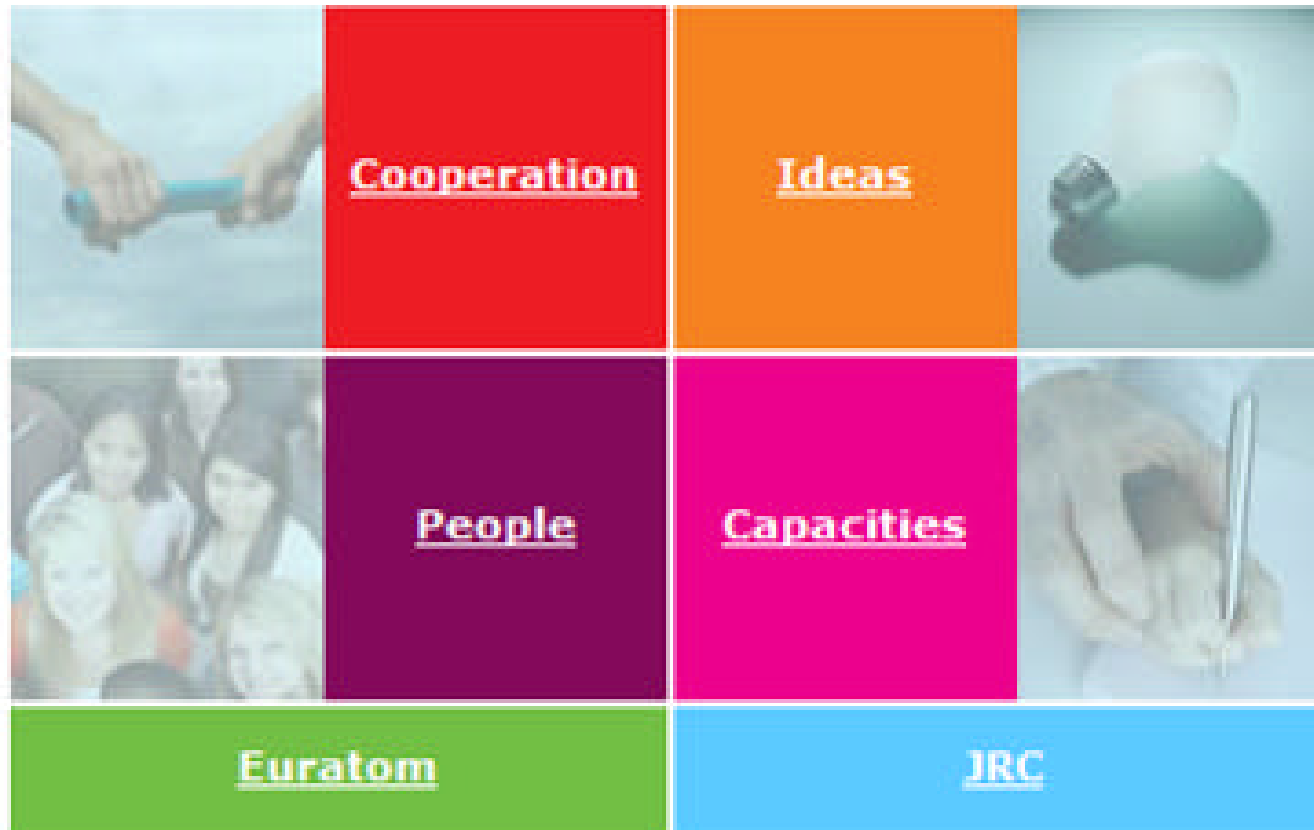 Cooperation
Ideas
People
Capacities
Euratom
JRC